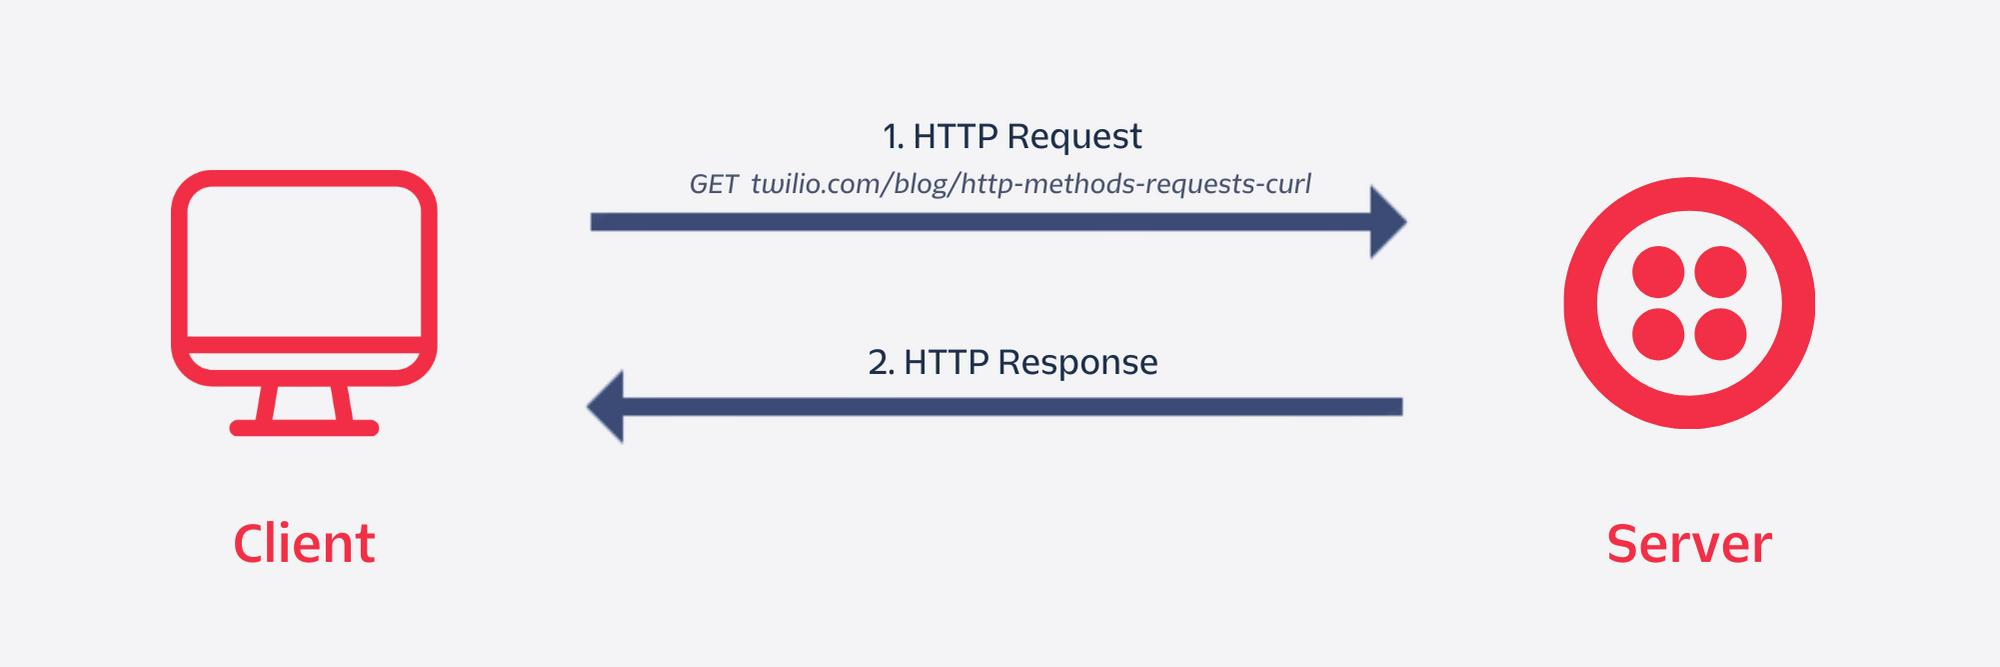 1. HTTP Request
GET twilio.com/blog/http-methods-requests-curl
2. HTTP Response
Client
Server